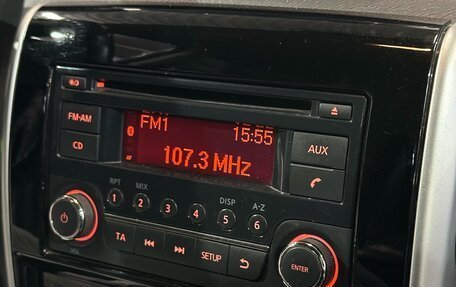 FM1
15:55
107.3 MHz
FM-AM
CD
AUX
RPT MIX DISP A-Z
1 2 3 4 5 6
TA SETUP
ENTER